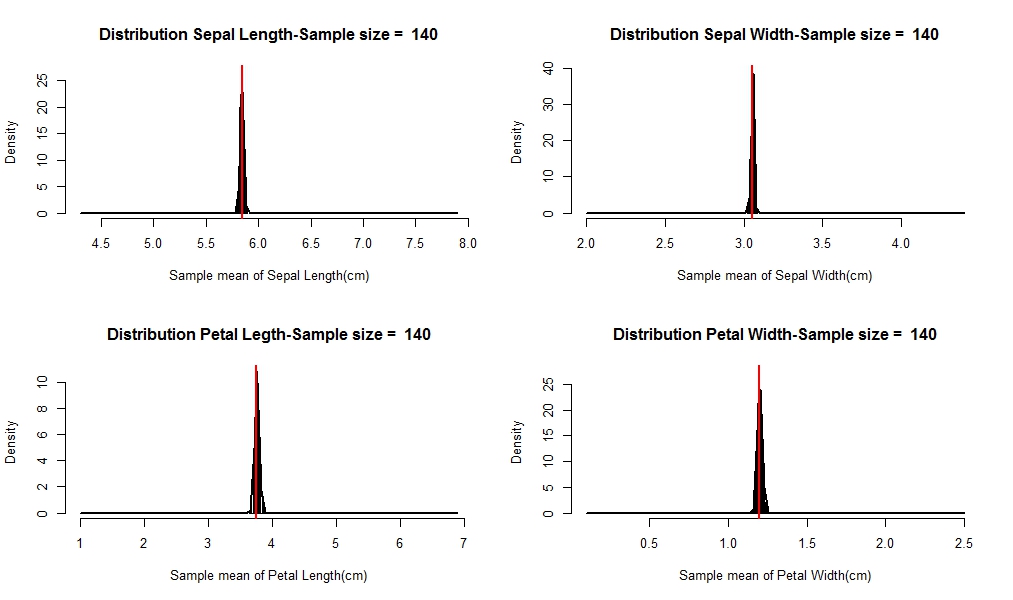 Distribution Sepal Length-Sample size =  140
Density
0 5 10 15 20 25
4.5 5.0 5.5 6.0 6.5 7.0 7.5 8.0
Sample mean of Sepal Length(cm)
Distribution Sepal Width-Sample size =  140
Density
0 10 20 30 40
2.0 2.5 3.0 3.5 4.0
Sample mean of Sepal Width(cm)
Distribution Petal Legth-Sample size =  140
Density
0 2 4 6 8 10
1 2 3 4 5 6 7
Sample mean of Petal Length(cm)
Distribution Petal Width-Sample size =  140
Density
0 5 10 15 20 25
0.5 1.0 1.5 2.0 2.5
Sample mean of Petal Width(cm)